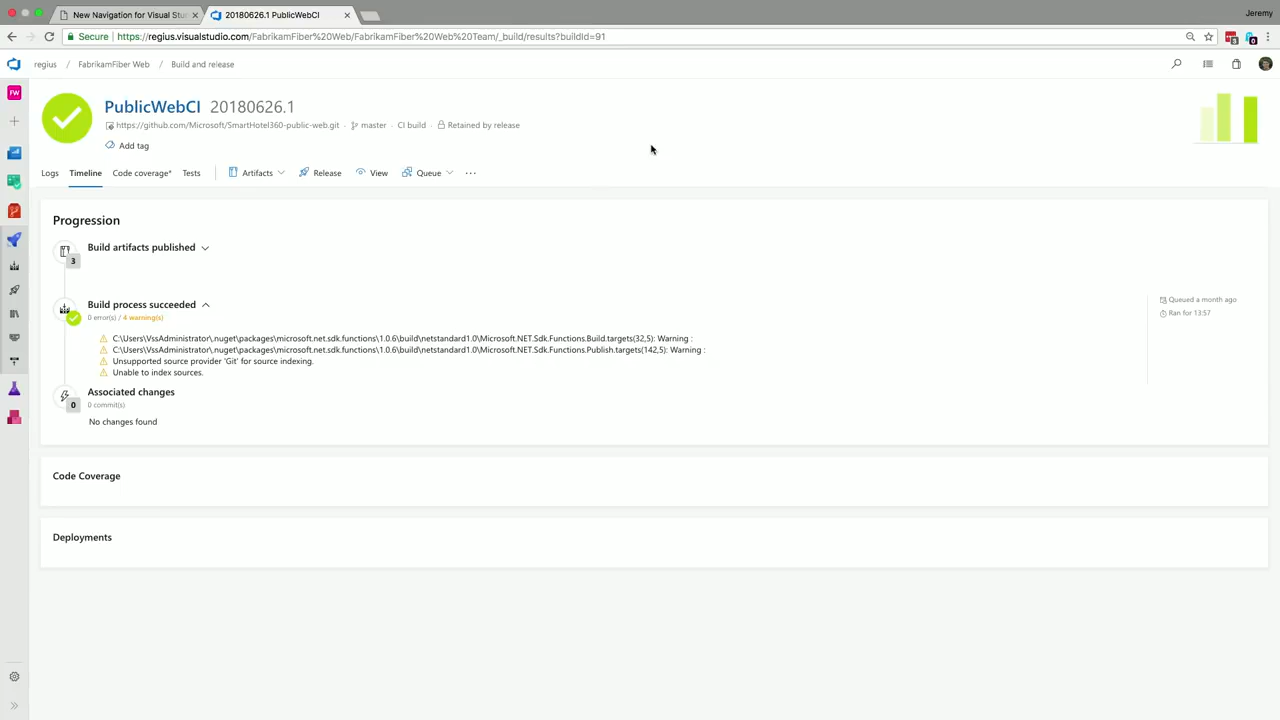 New Navigation for Visual Stu
20180626.1 PublicWebCI
Jeremy
Secure https://regius.visualstudio.com/FabrikamFiber%20Web/FabrikamFiber%20Web%20Team/_build/results?buildId=91
3
0
regius / FabrikamFiber Web / Build and release
FW
PublicWebCI 20180626.1
https://github.com/Microsoft/SmartHotel360-public-web.git · master · CI build · Retained by release
Add tag
Logs Timeline Code coverage* Tests Artifacts Release View Queue ...
Progression
Build artifacts published
3
Build process succeeded
0 error(s) / 4 warning(s)
Queued a month ago
Ran for 13:57
C:\Users\VssAdministrator\.nuget\packages\microsoft.net.sdk.functions\1.0.6\build\netstandard1.0\Microsoft.NET.Sdk.Functions.Build.targets(32,5): Warning :
C:\Users\VssAdministrator\.nuget\packages\microsoft.net.sdk.functions\1.0.6\build\netstandard1.0\Microsoft.NET.Sdk.Functions.Publish.targets(142,5): Warning :
Unsupported source provider 'Git' for source indexing.
Unable to index sources.
Associated changes
0
0 commit(s)
No changes found
Code Coverage
Deployments